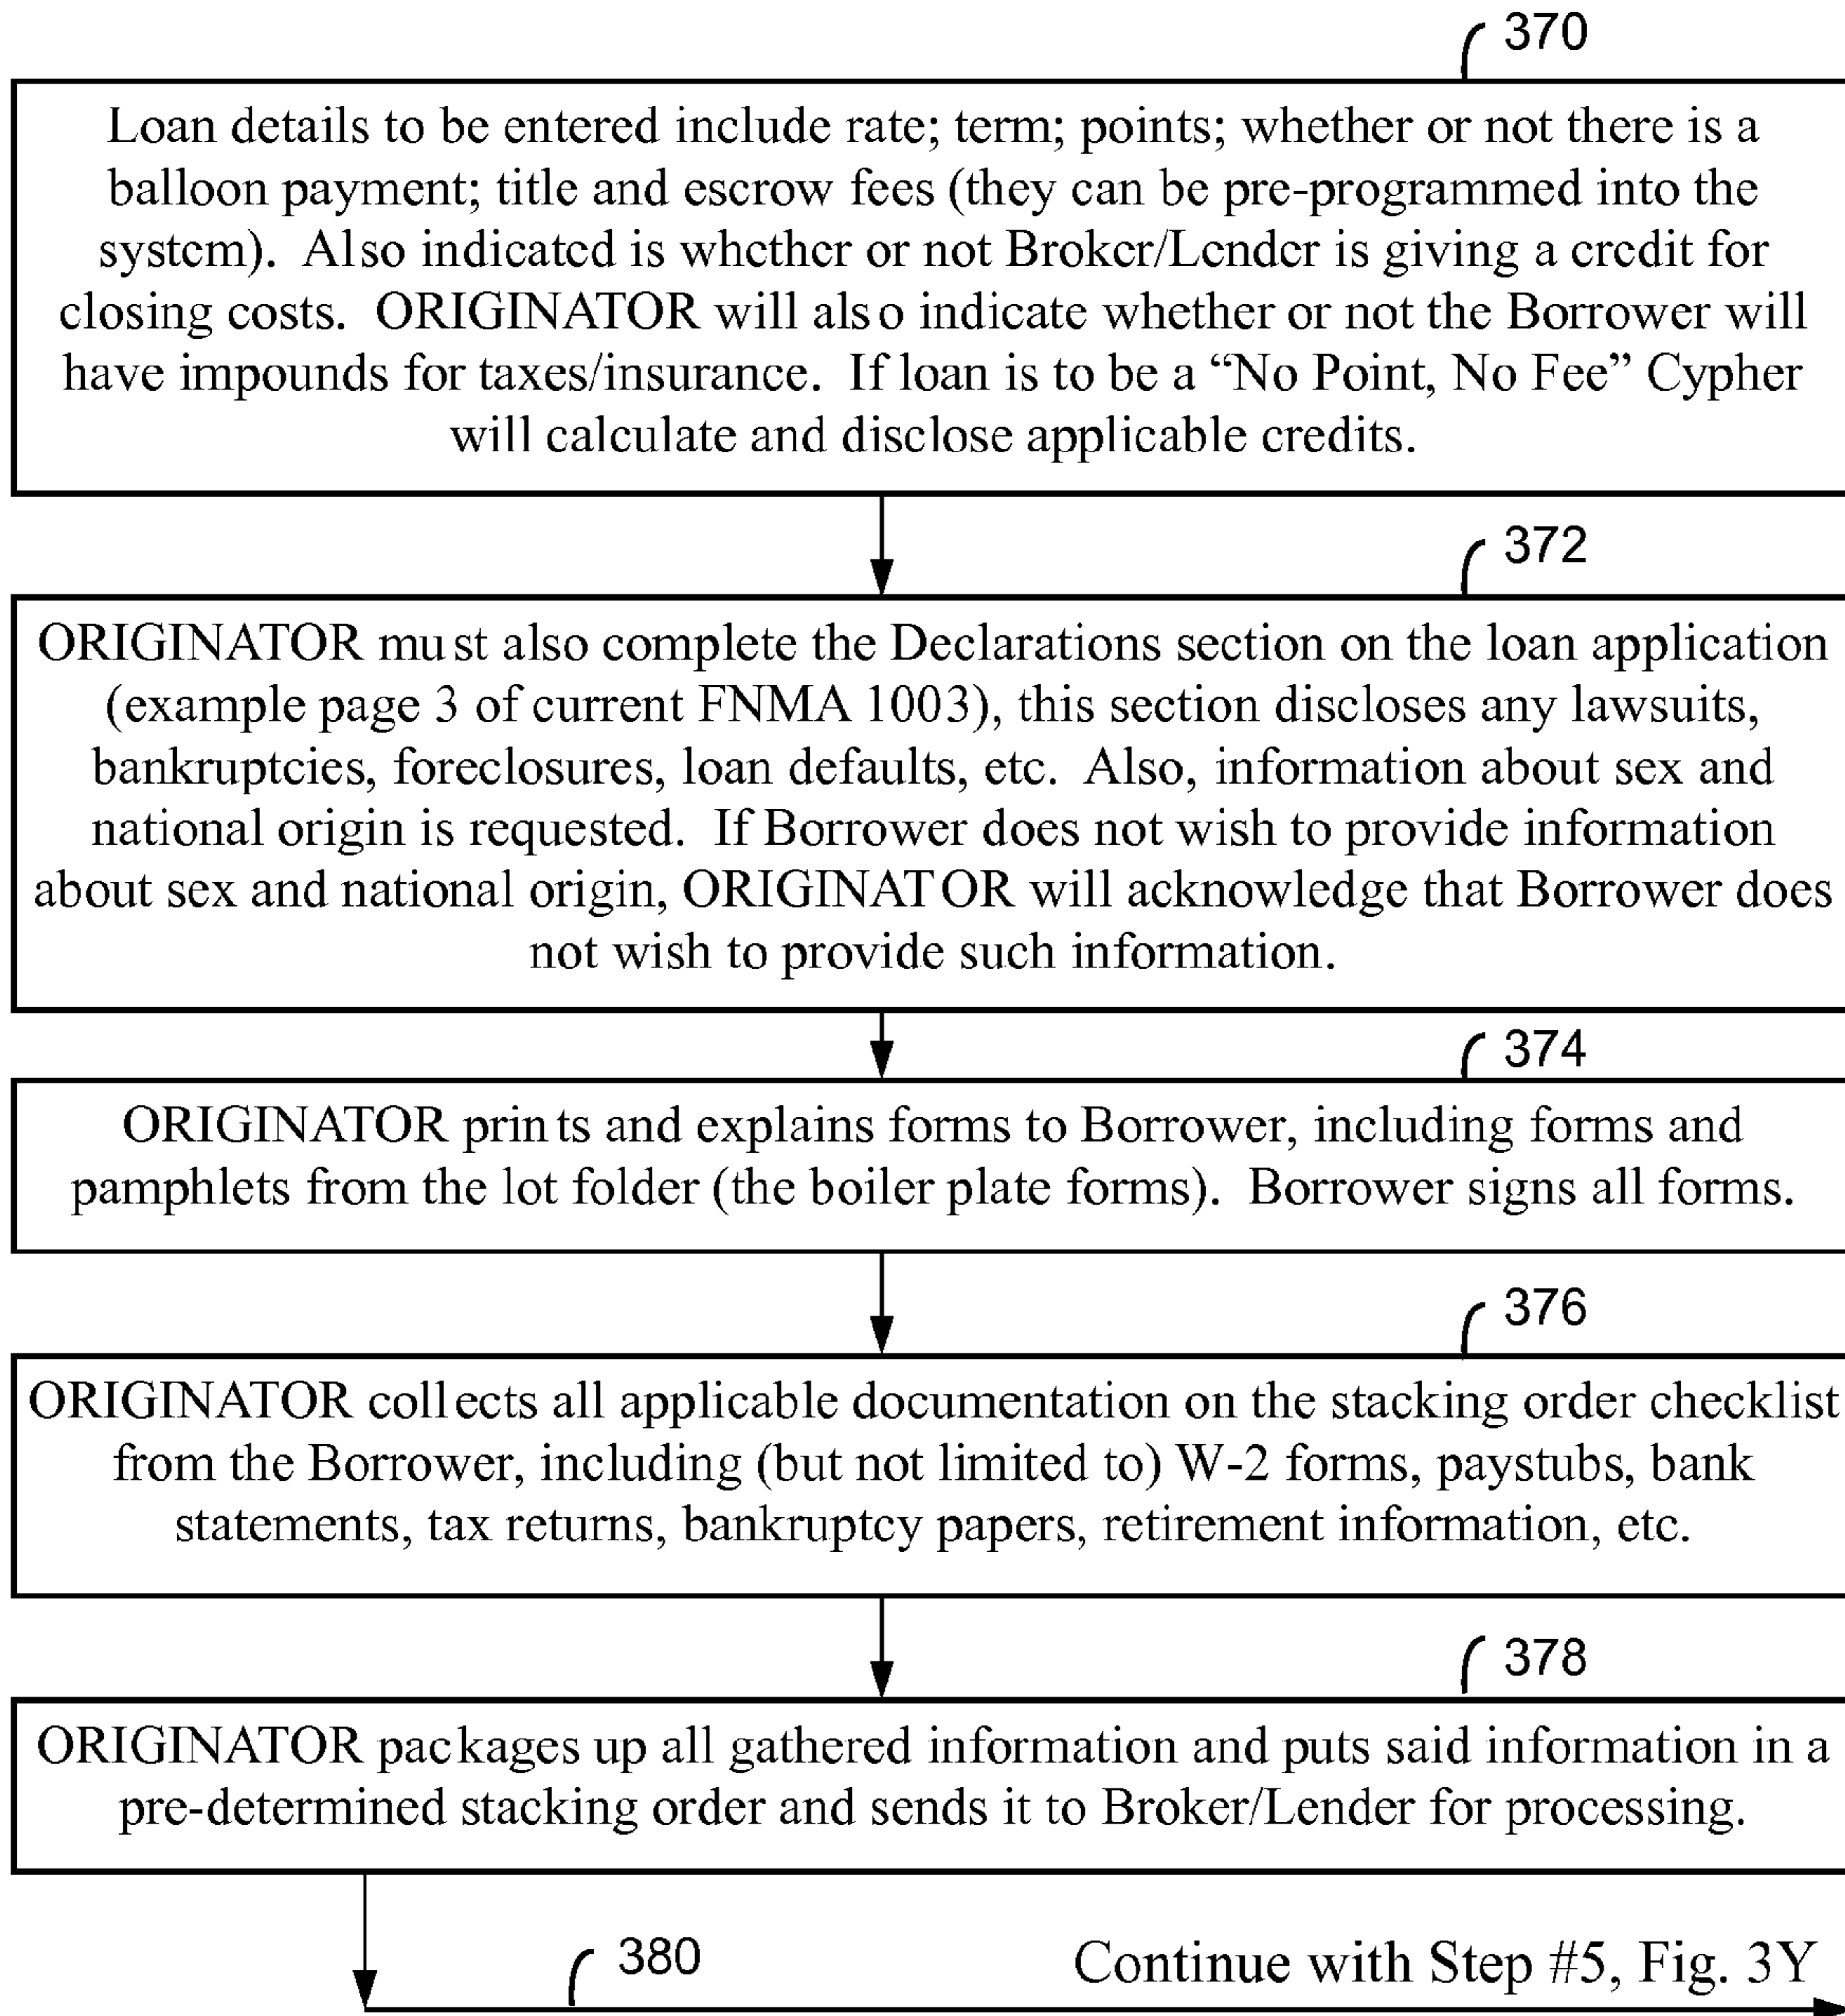 370
Loan details to be entered include rate; term; points; whether or not there is a
balloon payment; title and escrow fees (they can be pre-programmed into the
system).  Also indicated is whether or not Broker/Lender is giving a credit for
closing costs.  ORIGINATOR will also indicate whether or not the Borrower will
have impounds for taxes/insurance.  If loan is to be a “No Point, No Fee” Cypher
will calculate and disclose applicable credits.
372
ORIGINATOR must also complete the Declarations section on the loan application
(example page 3 of current FNMA 1003), this section discloses any lawsuits,
bankruptcies, foreclosures, loan defaults, etc.  Also, information about sex and
national origin is requested.  If Borrower does not wish to provide information
about sex and national origin, ORIGINATOR will acknowledge that Borrower does
not wish to provide such information.
374
ORIGINATOR prints and explains forms to Borrower, including forms and
pamphlets from the lot folder (the boiler plate forms).  Borrower signs all forms.
376
ORIGINATOR collects all applicable documentation on the stacking order checklist
from the Borrower, including (but not limited to) W-2 forms, paystubs, bank
statements, tax returns, bankruptcy papers, retirement information, etc.
378
ORIGINATOR packages up all gathered information and puts said information in a
pre-determined stacking order and sends it to Broker/Lender for processing.
380
Continue with Step #5, Fig. 3Y